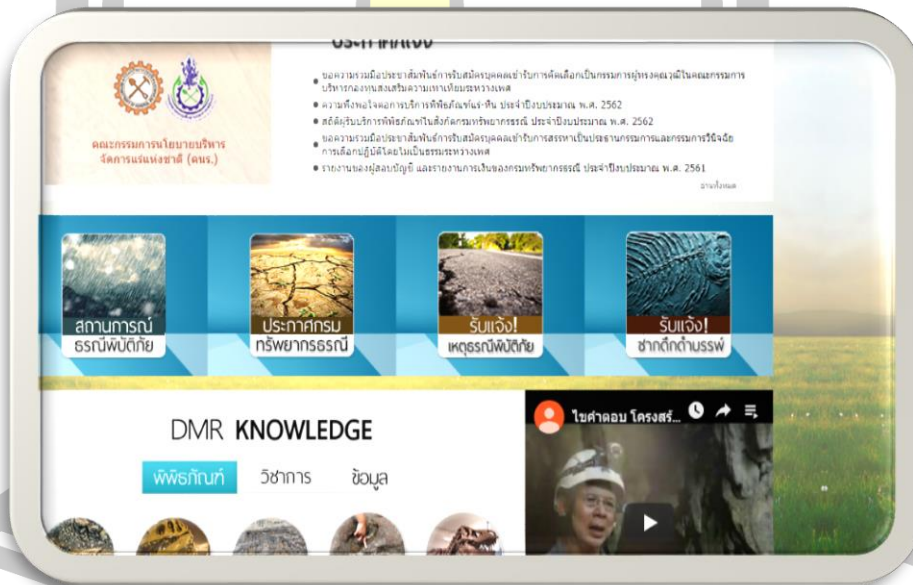 ประกาศ/แจ้ง
คณะกรรมการนโยบายบริหาร
จัดการแร่แห่งชาติ (คนร.)
ขอความร่วมมือประชาสัมพันธ์การรับสมัครบุคคลเข้ารับการคัดเลือกเป็นกรรมการผู้ทรงคุณวุฒิในคณะกรรมการ
บริหารกองทุนส่งเสริมความเท่าเทียมระหว่างเพศ
ความพึงพอใจต่อการบริการพิพิธภัณฑ์แร่-หิน ประจำปีงบประมาณ พ.ศ. 2562
สถิติผู้รับบริการพิพิธภัณฑ์ในสังกัดกรมทรัพยากรธรณี ประจำปีงบประมาณ พ.ศ. 2562
ขอความร่วมมือประชาสัมพันธ์การรับสมัครบุคคลเข้ารับการสรรหาเป็นประธานกรรมการและกรรมการวินิจฉัย
การเลือกปฏิบัติโดยไม่เป็นธรรมระหว่างเพศ
รายงานของผู้สอบบัญชี และรายงานการเงินของกรมทรัพยากรธรณี ประจำปีงบประมาณ พ.ศ. 2561
อ่านทั้งหมด
สถานการณ์
ธรณีพิบัติภัย
ประกาศกรม
ทรัพยากรธรณี
รับแจ้ง!
เหตุธรณีพิบัติภัย
รับแจ้ง!
ซากดึกดำบรรพ์
DMR KNOWLEDGE
พิพิธภัณฑ์ วิชาการ ข้อมูล
ไขคำตอบ โครงสร้...